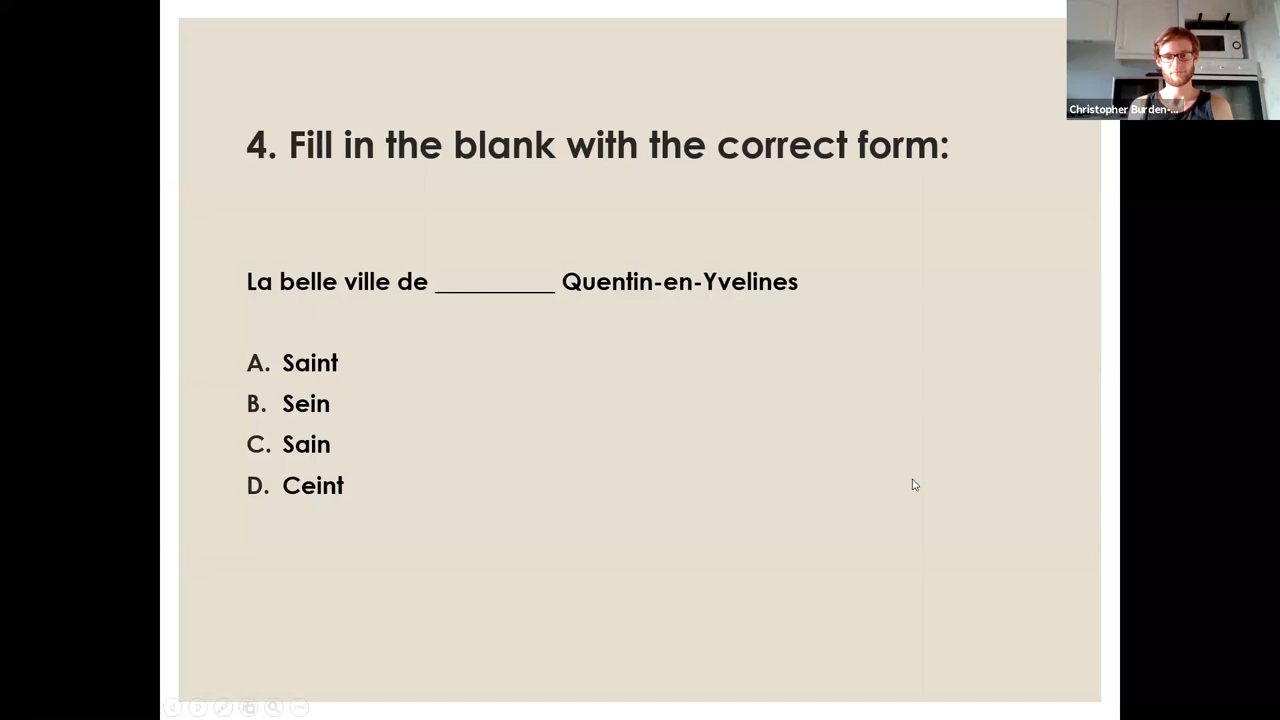 4. Fill in the blank with the correct form:
La belle ville de __________ Quentin-en-Yvelines
A. Saint
B. Sein
C. Sain
D. Ceint
Christopher Burden-...